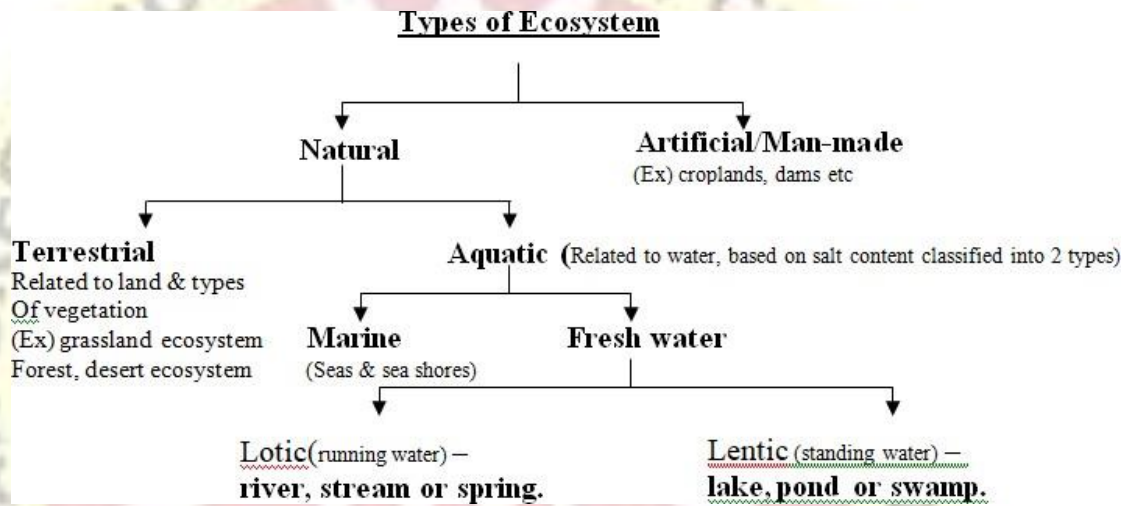 Types of Ecosystem
Natural
Artificial/Man-made
(Ex) croplands, dams etc
Terrestrial
Related to land & types
Of vegetation
(Ex) grassland ecosystem
Forest, desert ecosystem
Aquatic (Related to water, based on salt content classified into 2 types)
Marine
(Seas & sea shores)
Fresh water
Lotic(running water) –
river, stream or spring.
Lentic (standing water) –
lake, pond or swamp.